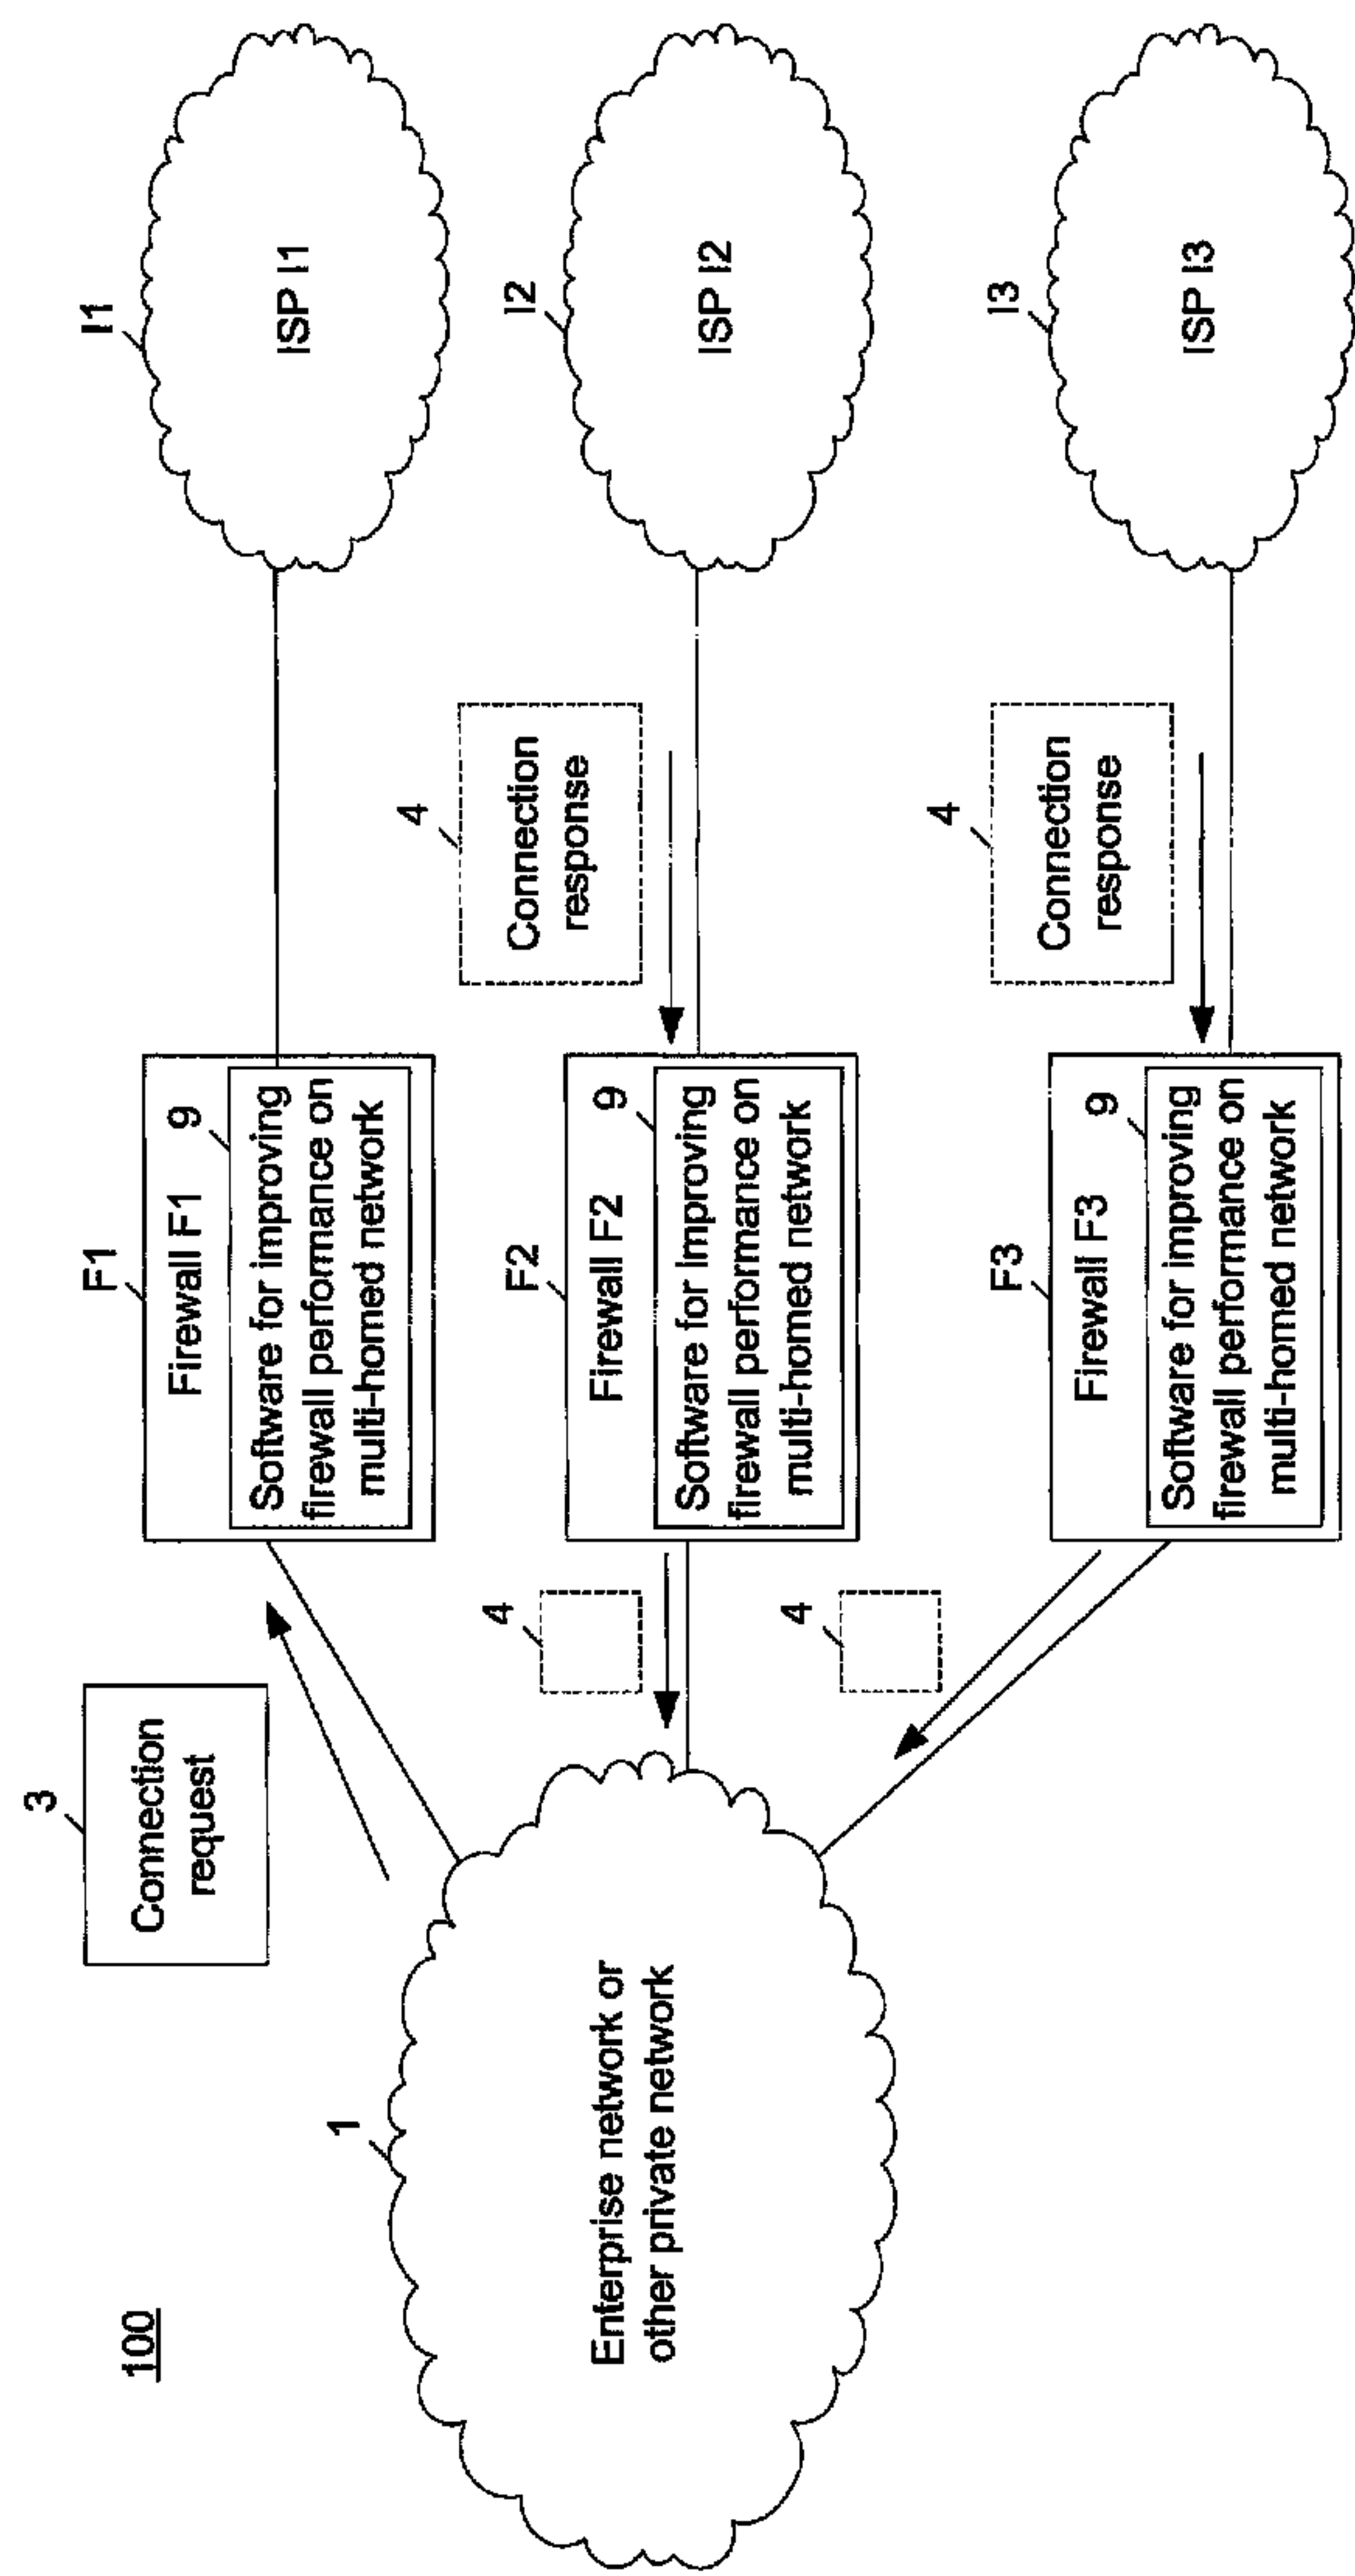 100
3
Connection
request
F1
Firewall F1
9
Software for improving
firewall performance on
multi-homed network
I1
ISP I1
1
Enterprise network or
other private network
4
F2
Firewall F2
9
Software for improving
firewall performance on
multi-homed network
4
Connection
response
I2
ISP I2
4
F3
Firewall F3
9
Software for improving
firewall performance on
multi-homed network
4
Connection
response
I3
ISP I3